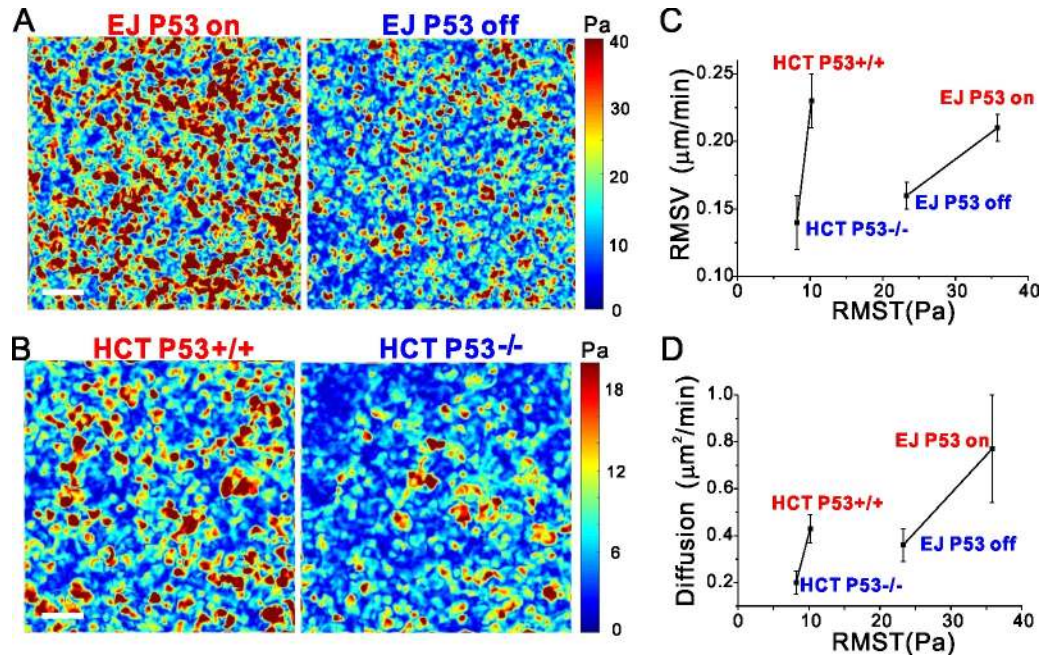 A
EJ P53 on
EJ P53 off
Pa
40
30
20
10
0
B
HCT P53+/+
HCT P53-/-
Pa
18
12
6
0
C
RMSV (μm/min)
0.25
0.20
0.15
0.10
HCT P53+/+
EJ P53 on
EJ P53 off
HCT P53-/-
0 10 20 30 40
RMST(Pa)
D
Diffusion (μm²/min)
0.8
0.6
0.4
0.2
EJ P53 on
HCT P53+/+
EJ P53 off
HCT P53-/-
0 10 20 30 40
RMST(Pa)